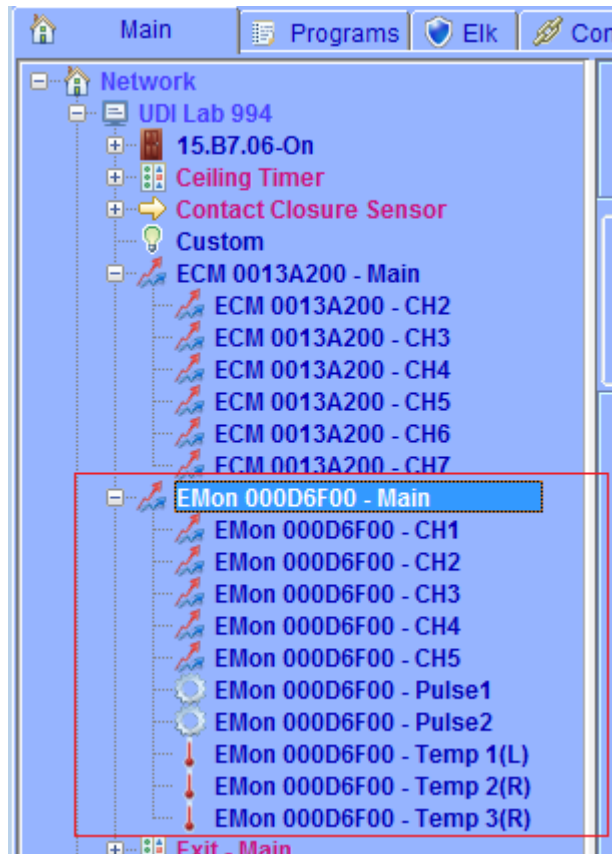 Main Programs Elk Cor
Network
UDI Lab 994
15.B7.06-On
Ceiling Timer
Contact Closure Sensor
Custom
ECM 0013A200 - Main
ECM 0013A200 - CH2
ECM 0013A200 - CH3
ECM 0013A200 - CH4
ECM 0013A200 - CH5
ECM 0013A200 - CH6
ECM 0013A200 - CH7
EMon 000D6F00 - Main
EMon 000D6F00 - CH1
EMon 000D6F00 - CH2
EMon 000D6F00 - CH3
EMon 000D6F00 - CH4
EMon 000D6F00 - CH5
EMon 000D6F00 - Pulse1
EMon 000D6F00 - Pulse2
EMon 000D6F00 - Temp 1(L)
EMon 000D6F00 - Temp 2(R)
EMon 000D6F00 - Temp 3(R)
Exit - Main